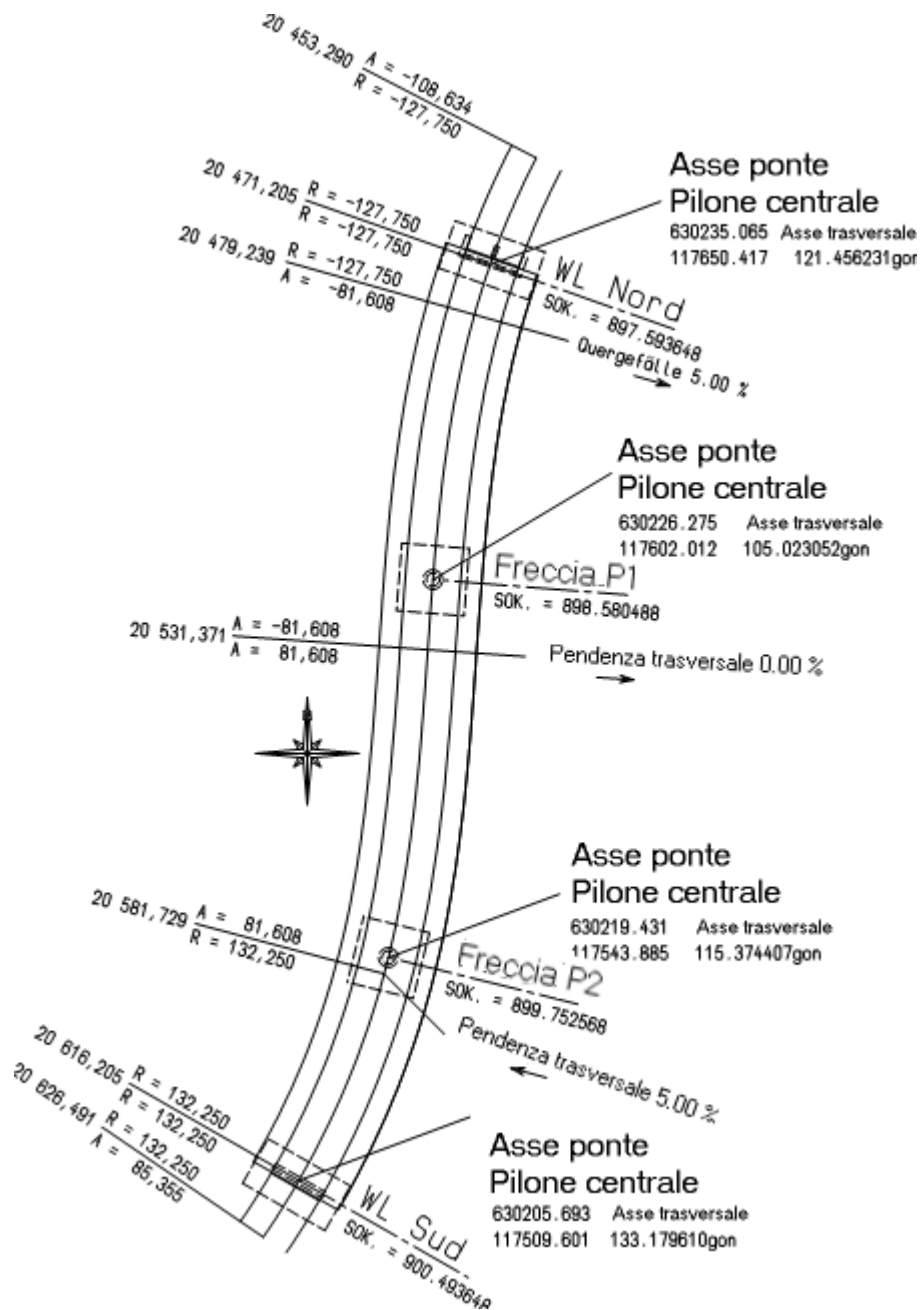 20 453,290 A = -108,634
R = -127,750
Asse ponte
Pilone centrale
630235.065 Asse trasversale
117650.417 121.456231gon
20 471,205 R = -127,750
R = -127,750
20 479,239 R = -127,750
A = -81,608
WL Nord
SOK. = 897.593648
Quergefälle 5.00 %
Asse ponte
Pilone centrale
630226.275 Asse trasversale
117602.012 105.023052gon
Freccia P1
SOK. = 898.580488
20 531,371 A = -81,608
A = 81,608
Pendenza trasversale 0.00 %
Asse ponte
Pilone centrale
630219.431 Asse trasversale
117543.885 115.374407gon
20 581,729 A = 81,608
R = 132,250
Freccia P2
SOK. = 899.752568
Pendenza trasversale 5.00 %
20 616,205 R = 132,250
R = 132,250
20 626,491 R = 132,250
A = 85,355
Asse ponte
Pilone centrale
630205.693 Asse trasversale
117509.601 133.179610gon
WL Sud
SOK. = 900.493648